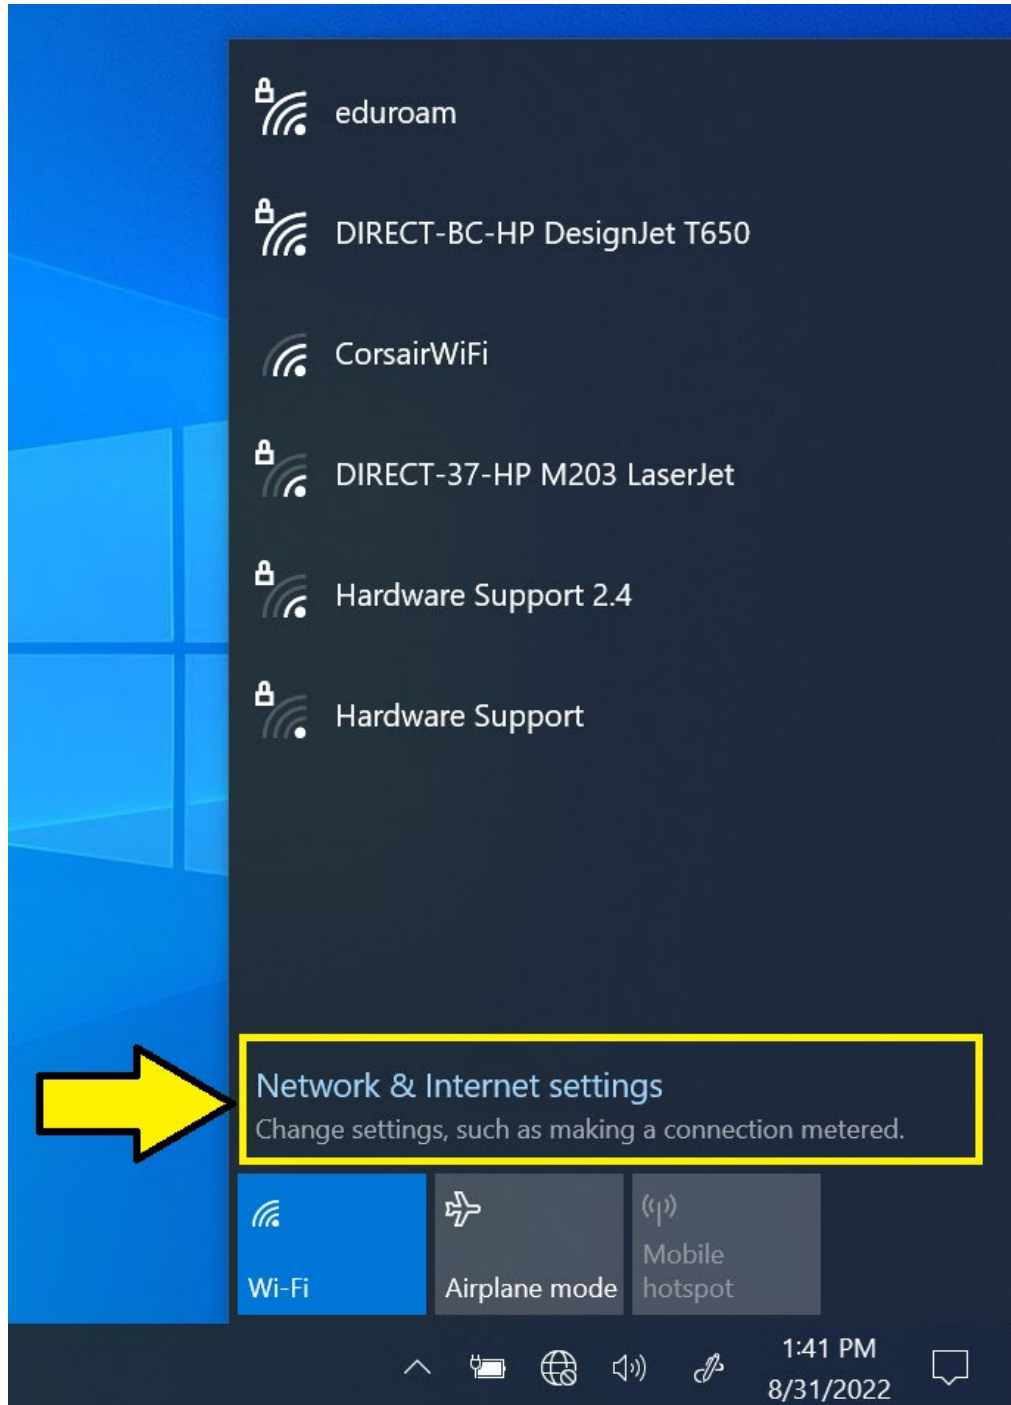 eduroam
DIRECT-BC-HP DesignJet T650
CorsairWiFi
DIRECT-37-HP M203 LaserJet
Hardware Support 2.4
Hardware Support
Network & Internet settings
Change settings, such as making a connection metered.
Wi-Fi
Airplane mode
Mobile
hotspot
1:41 PM
8/31/2022